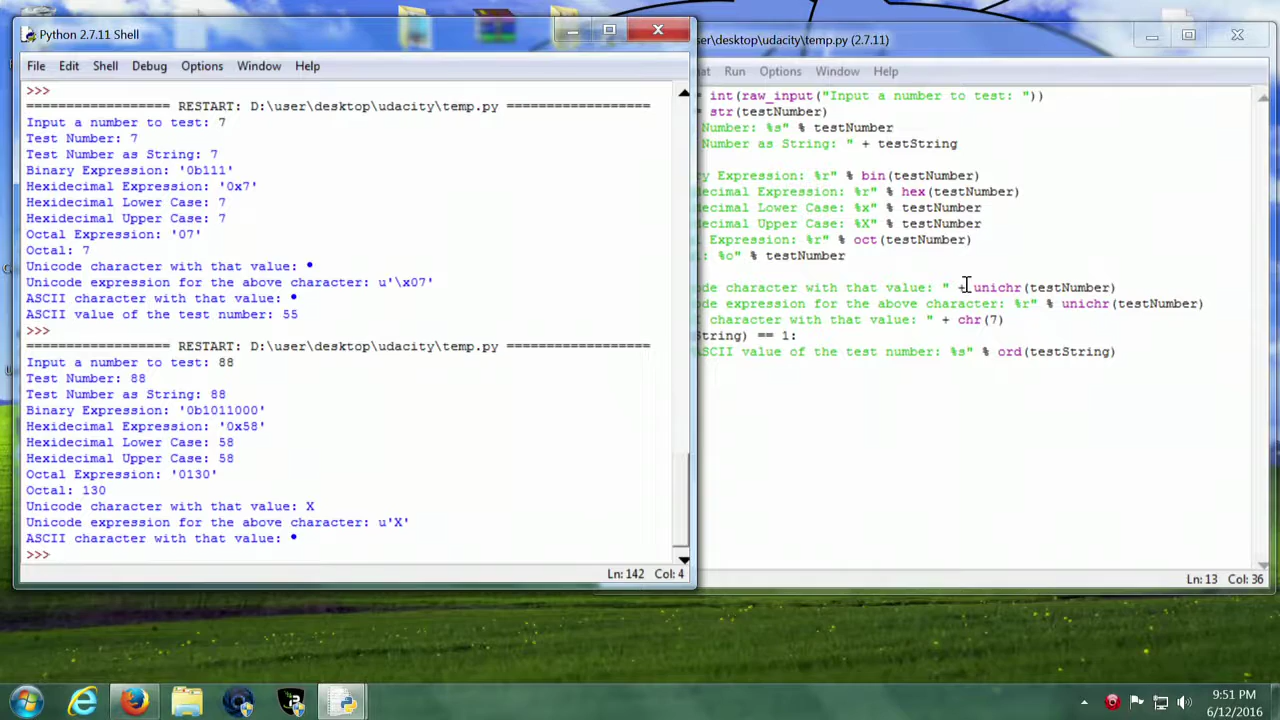 Python 2.7.11 Shell
File Edit Shell Debug Options Window Help
>>>
================== RESTART: D:\user\desktop\udacity\temp.py ==================
Input a number to test: 7
Test Number: 7
Test Number as String: 7
Binary Expression: '0b111'
Hexidecimal Expression: '0x7'
Hexidecimal Lower Case: 7
Hexidecimal Upper Case: 7
Octal Expression: '07'
Octal: 7
Unicode character with that value: •
Unicode expression for the above character: u'\x07'
ASCII character with that value: •
ASCII value of the test number: 55
>>>
================== RESTART: D:\user\desktop\udacity\temp.py ==================
Input a number to test: 88
Test Number: 88
Test Number as String: 88
Binary Expression: '0b1011000'
Hexidecimal Expression: '0x58'
Hexidecimal Lower Case: 58
Hexidecimal Upper Case: 58
Octal Expression: '0130'
Octal: 130
Unicode character with that value: X
Unicode expression for the above character: u'X'
ASCII character with that value: •
>>>
Ln: 142 Col: 4
ser\desktop\udacity\temp.py (2.7.11)
at Run Options Window Help
= int(raw_input("Input a number to test: "))
= str(testNumber)
Number: %s" % testNumber
Number as String: " + testString
ry Expression: %r" % bin(testNumber)
decimal Expression: %r" % hex(testNumber)
decimal Lower Case: %x" % testNumber
decimal Upper Case: %X" % testNumber
l Expression: %r" % oct(testNumber)
l: %o" % testNumber
de character with that value: " + unichr(testNumber)
de expression for the above character: %r" % unichr(testNumber)
character with that value: " + chr(7)
String) == 1:
ASCII value of the test number: %s" % ord(testString)
Ln: 13 Col: 36
9:51 PM
6/12/2016